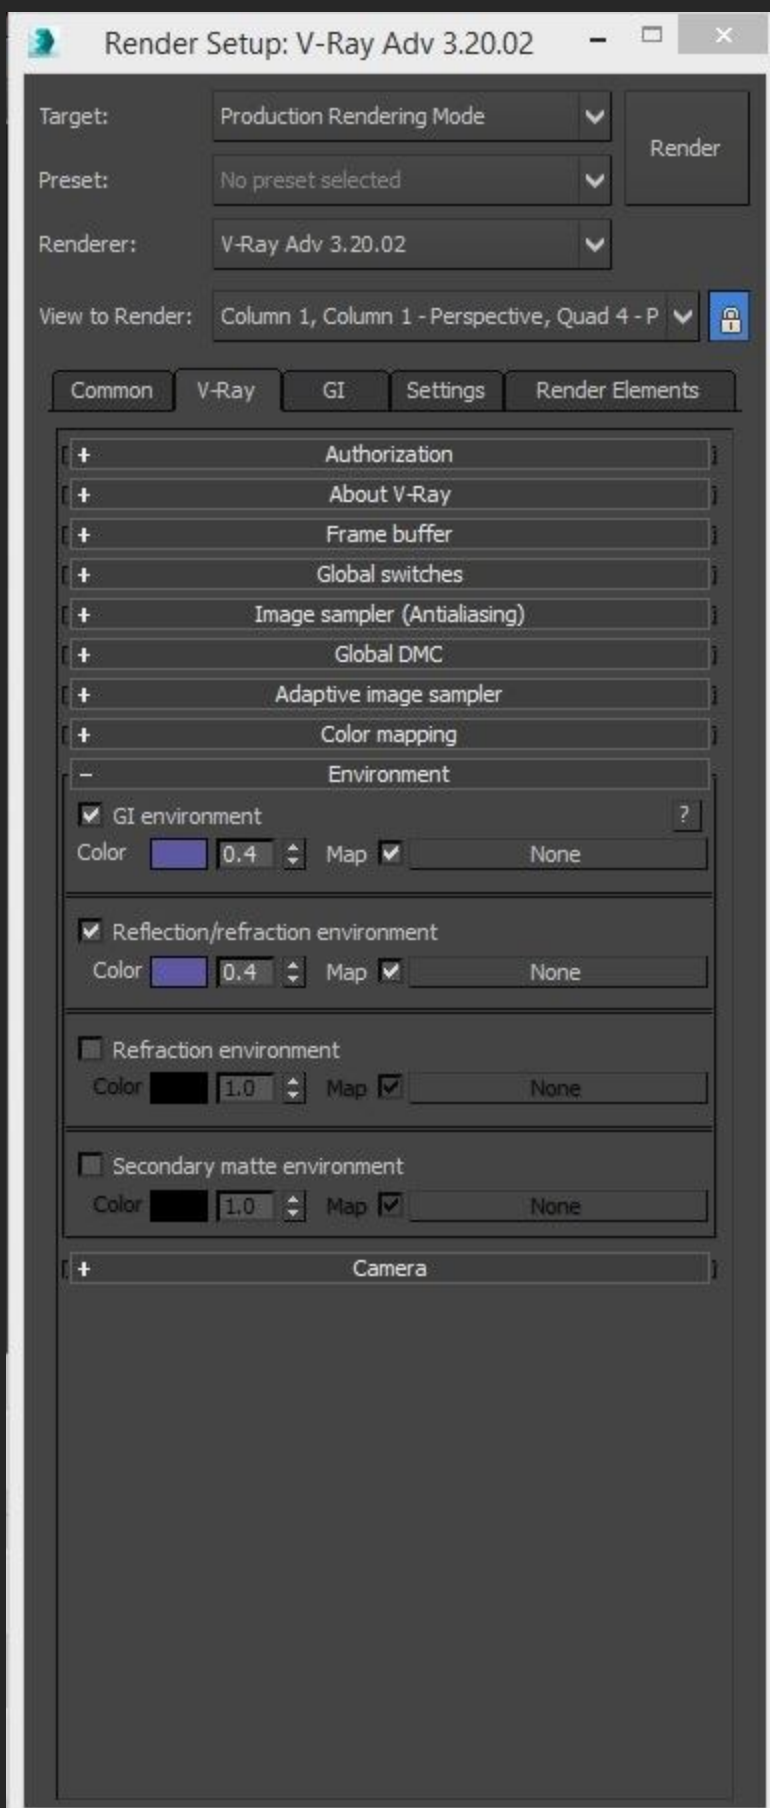 Render Setup: V-Ray Adv 3.20.02
Target: Production Rendering Mode
Render
Preset: No preset selected
Renderer: V-Ray Adv 3.20.02
View to Render: Column 1, Column 1 - Perspective, Quad 4 - P
Common V-Ray GI Settings Render Elements
+ Authorization
+ About V-Ray
+ Frame buffer
+ Global switches
+ Image sampler (Antialiasing)
+ Global DMC
+ Adaptive image sampler
+ Color mapping
- Environment
GI environment ?
Color 0.4 Map None
Reflection/refraction environment
Color 0.4 Map None
Refraction environment
Color 1.0 Map None
Secondary matte environment
Color 1.0 Map None
+ Camera